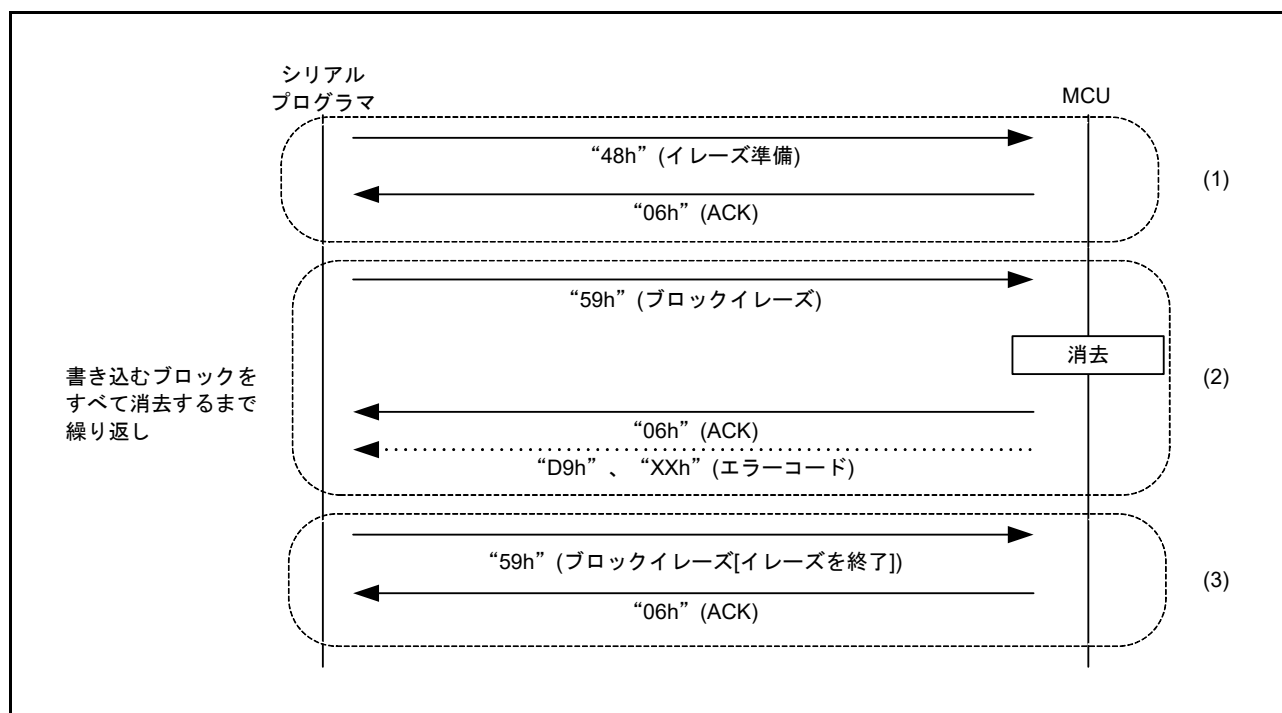 シリアル
プログラマ
MCU
“48h” (イレーズ準備)
“06h” (ACK)
(1)
“59h” (ブロックイレーズ)
消去
書き込むブロックを
すべて消去するまで
繰り返し
(2)
“06h” (ACK)
“D9h” 、 “XXh” (エラーコード)
“59h” (ブロックイレーズ[イレーズを終了])
(3)
“06h” (ACK)